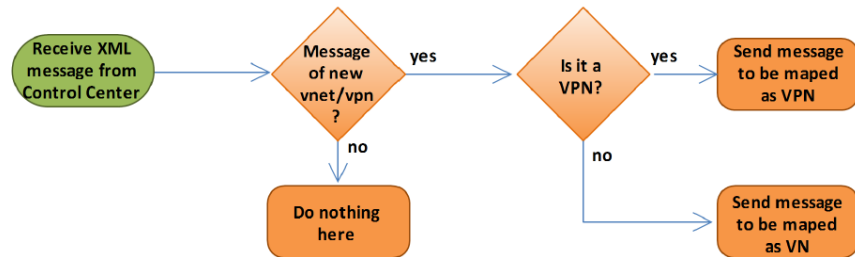 Receive XML
message from
Control Center
Message
of new
vnet/vpn
?
yes
no
Do nothing
here
Is it a
VPN?
yes
no
Send message
to be maped
as VPN
Send message
to be maped
as VN